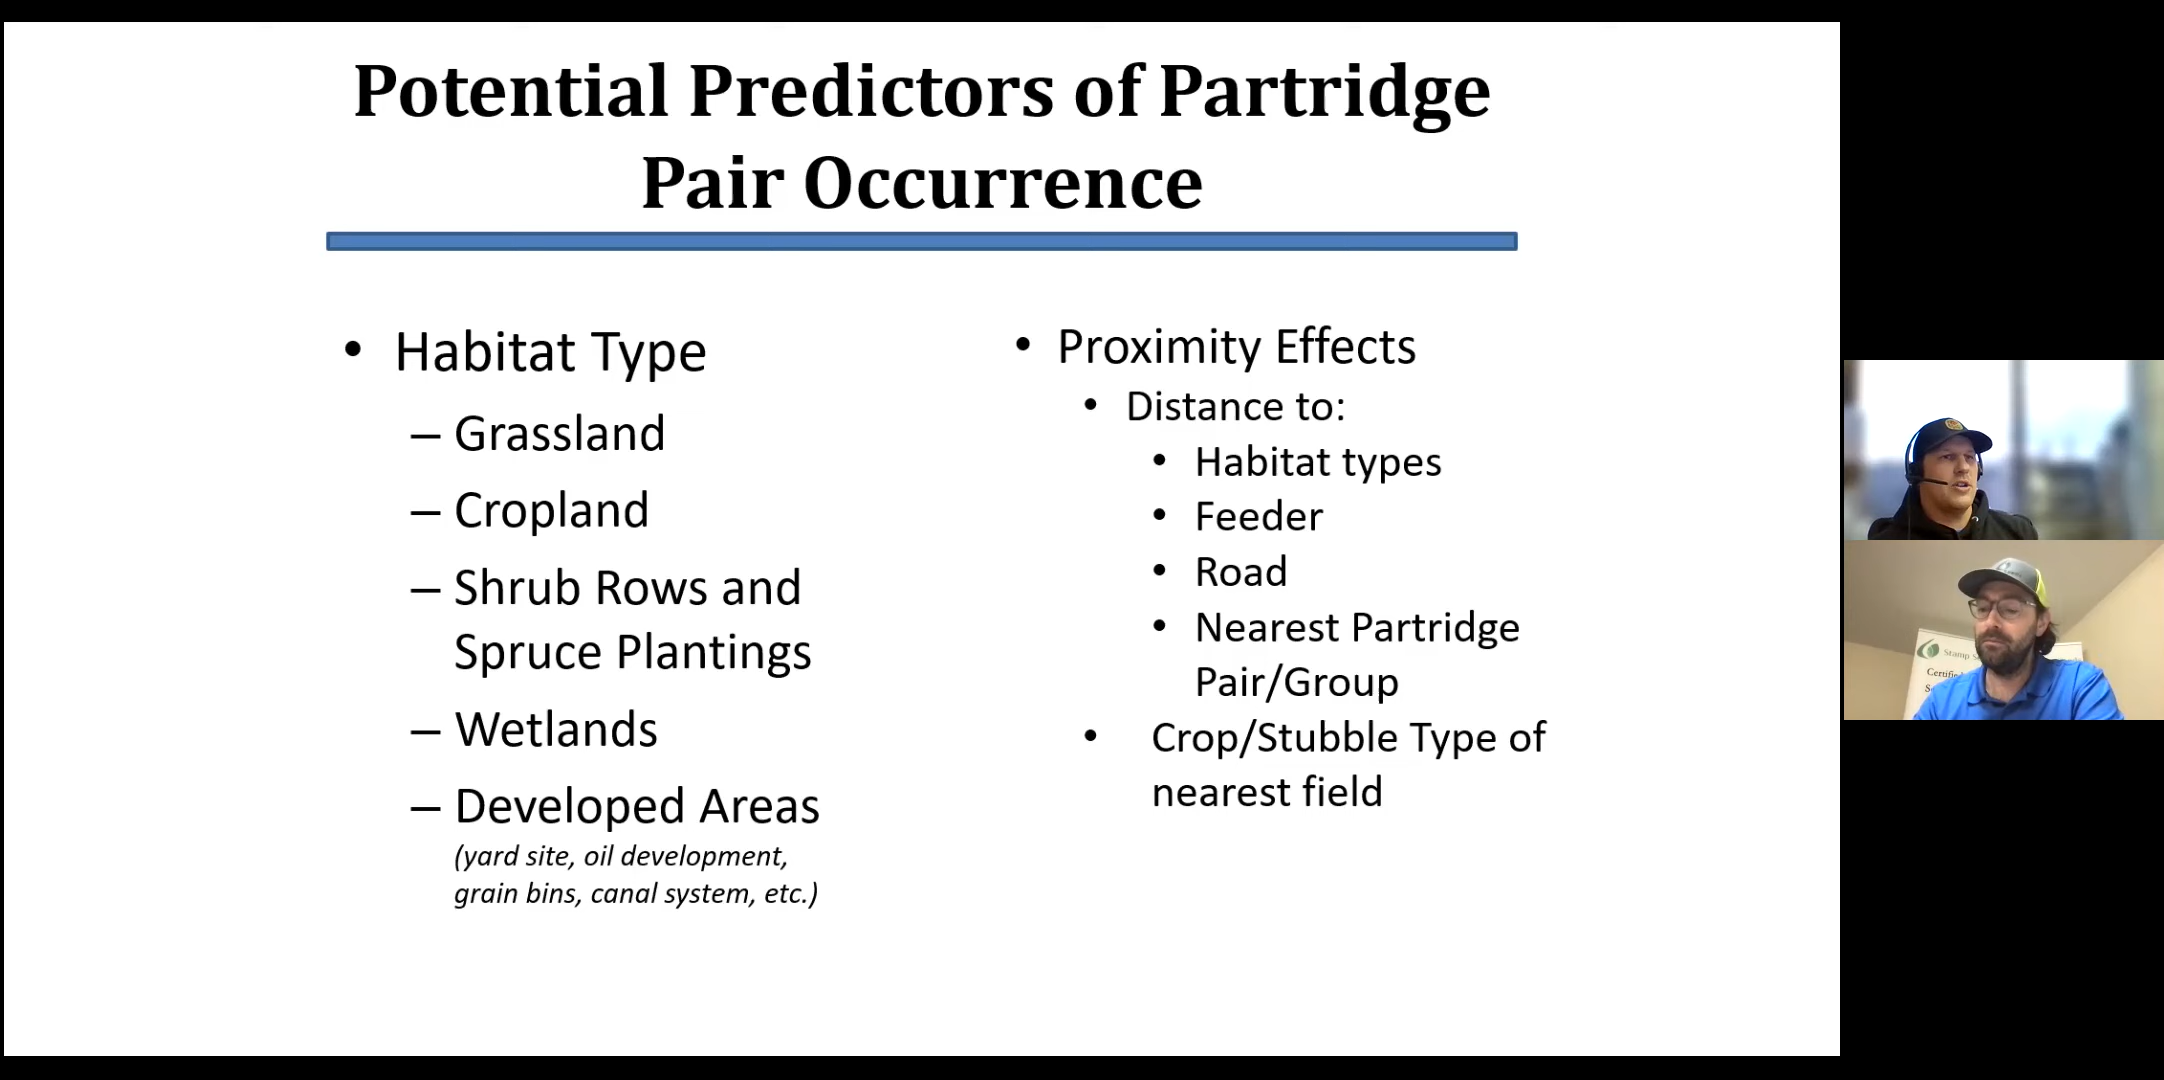 Potential Predictors of Partridge
Pair Occurrence
• Habitat Type
– Grassland
– Cropland
– Shrub Rows and
Spruce Plantings
– Wetlands
– Developed Areas
(yard site, oil development,
grain bins, canal system, etc.)
• Proximity Effects
• Distance to:
• Habitat types
• Feeder
• Road
• Nearest Partridge
Pair/Group
• Crop/Stubble Type of
nearest field
Stamp